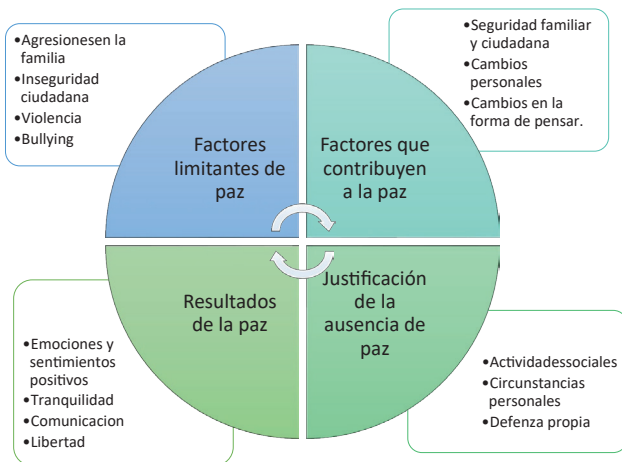 •Agresionesen la
familia
•Inseguridad
ciudadana
•Violencia
•Bullying
Factores
limitantes de
paz
•Seguridad familiar
y ciudadana
•Cambios
personales
•Cambios en la
forma de pensar.
Factores que
contribuyen
a la paz
Resultados
de la paz
•Emociones y
sentimientos
positivos
•Tranquilidad
•Comunicacion
•Libertad
Justificación
de la
ausencia de
paz
•Actividadessociales
•Circunstancias
personales
•Defenza propia